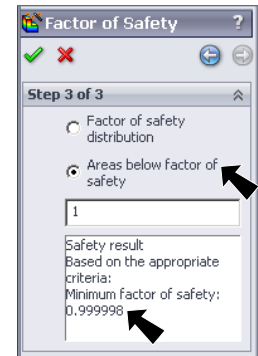 Factor of Safety ?
Step 3 of 3
Factor of safety
distribution
Areas below factor of
safety
1
Safety result
Based on the appropriate
criteria:
Minimum factor of safety:
0.999998